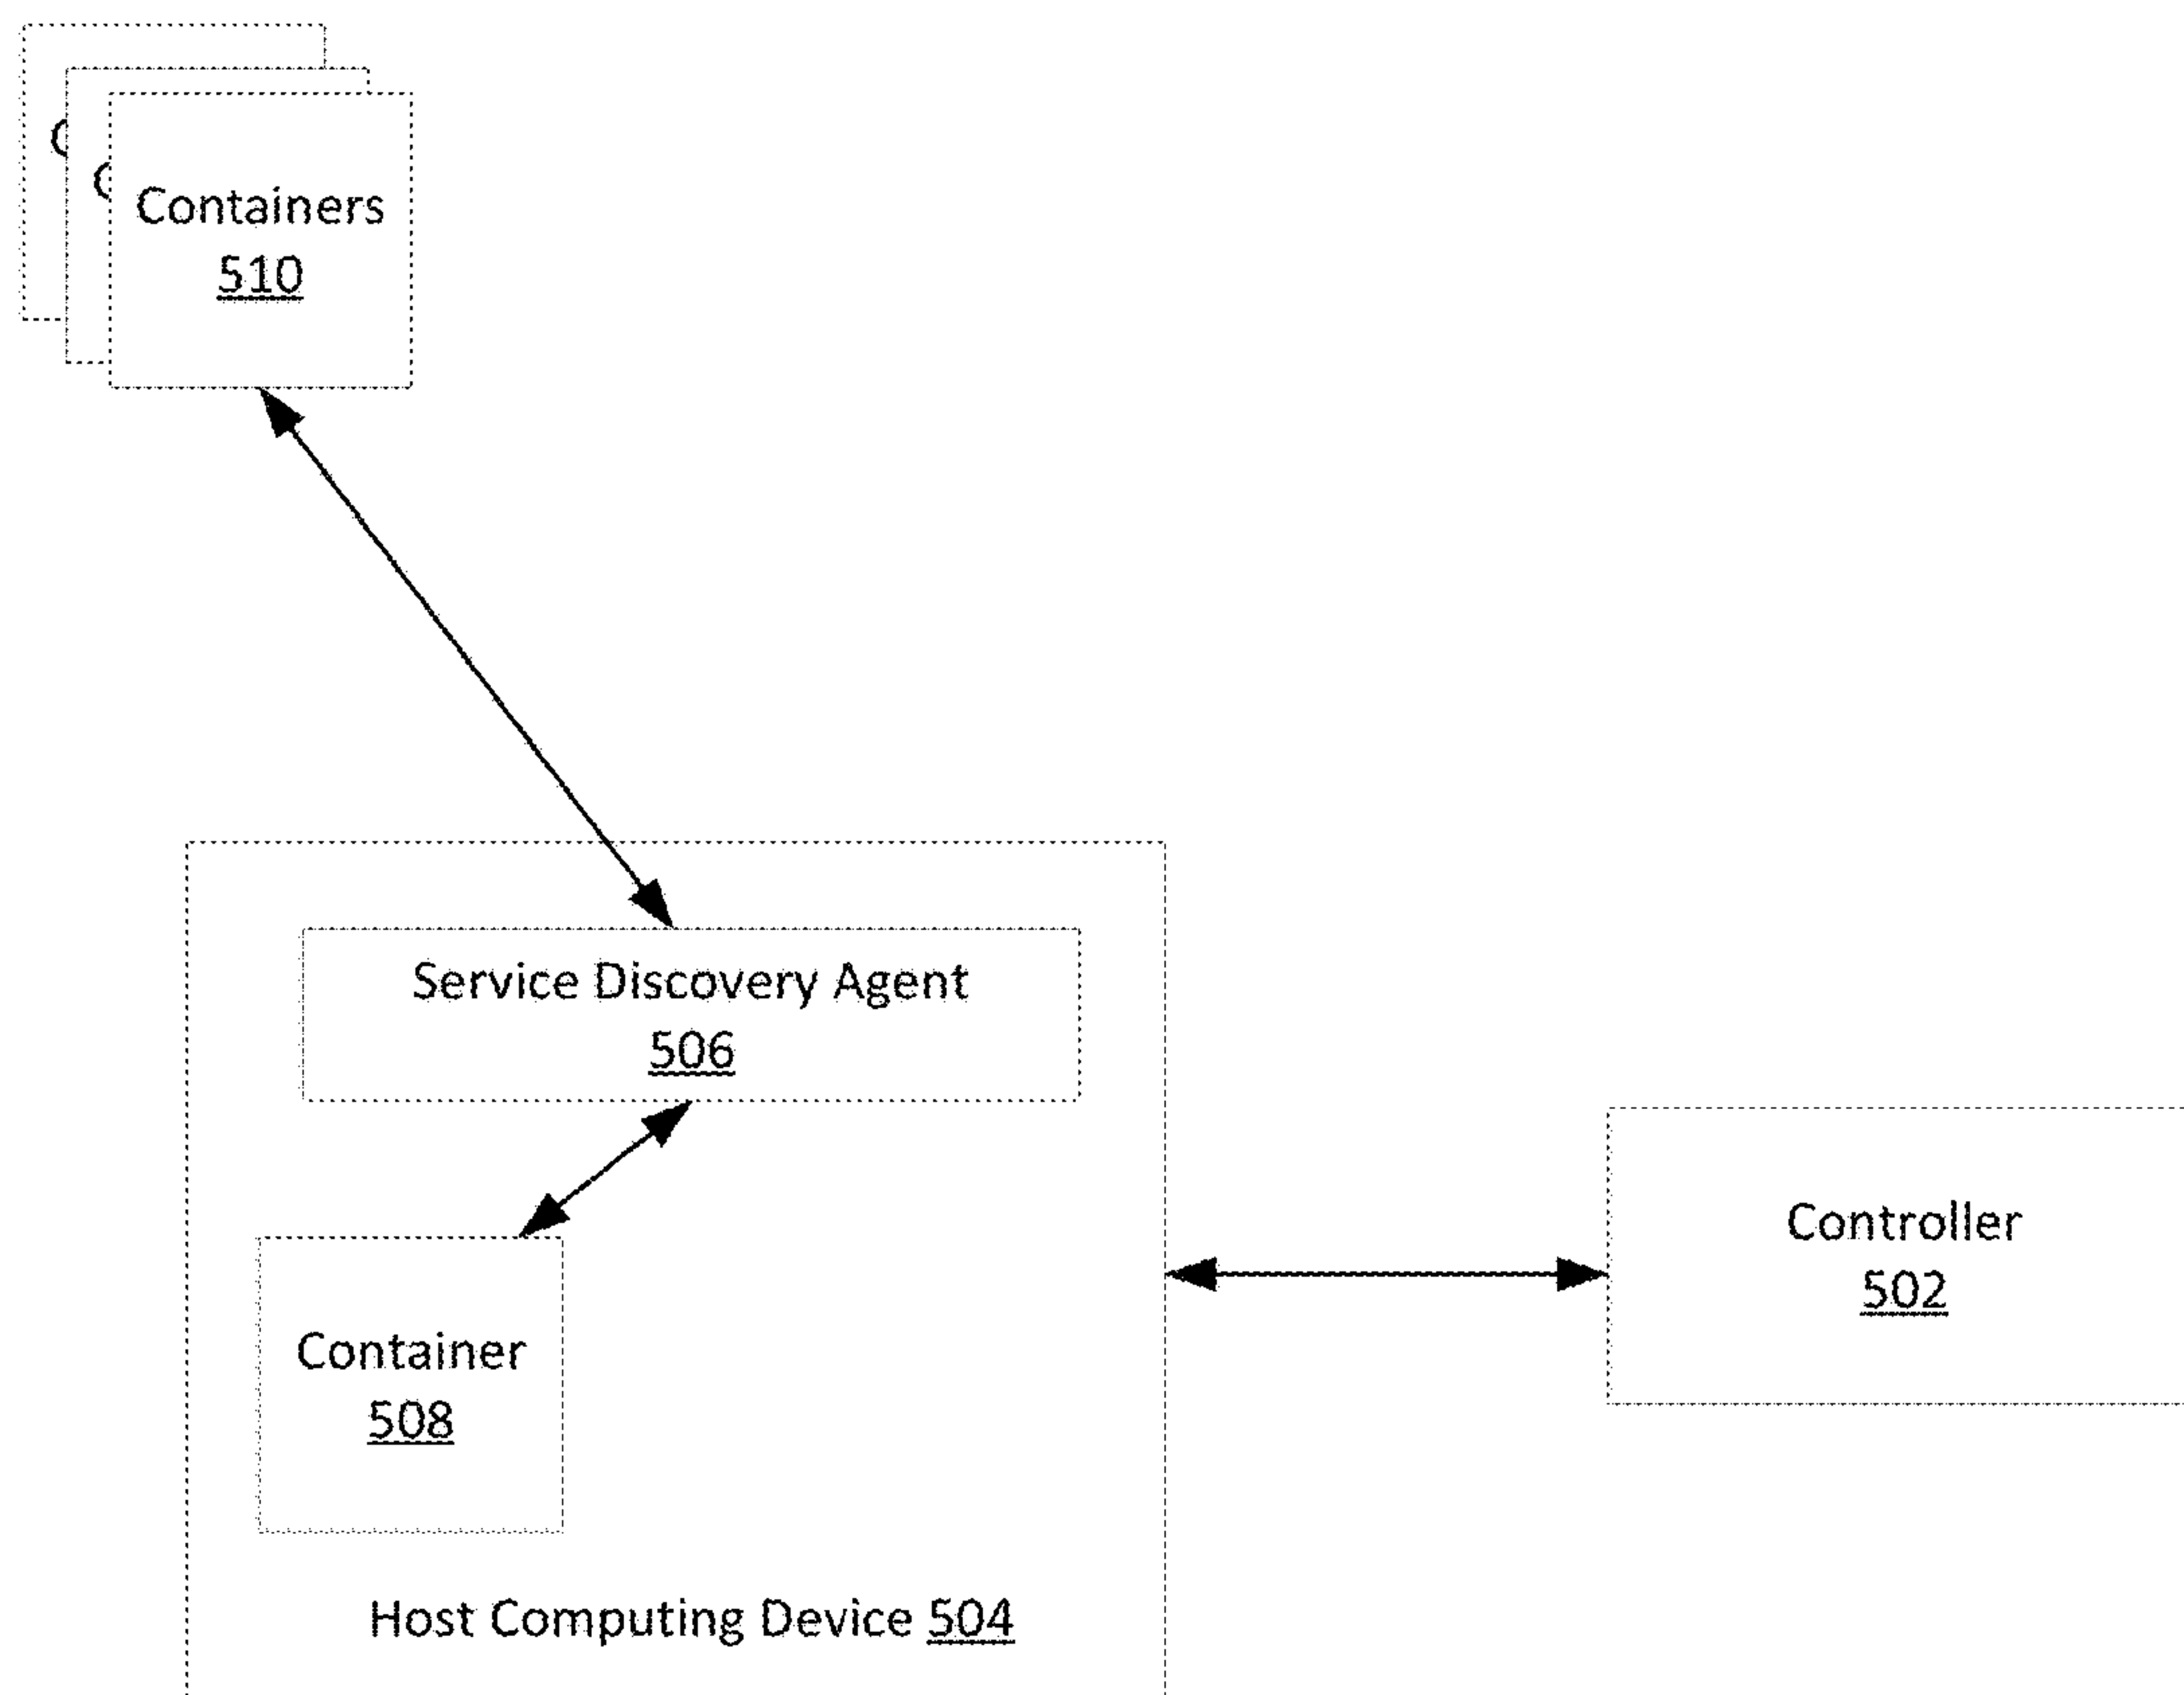 Containers
510
Service Discovery Agent
506
Controller
502
Container
508
Host Computing Device 504